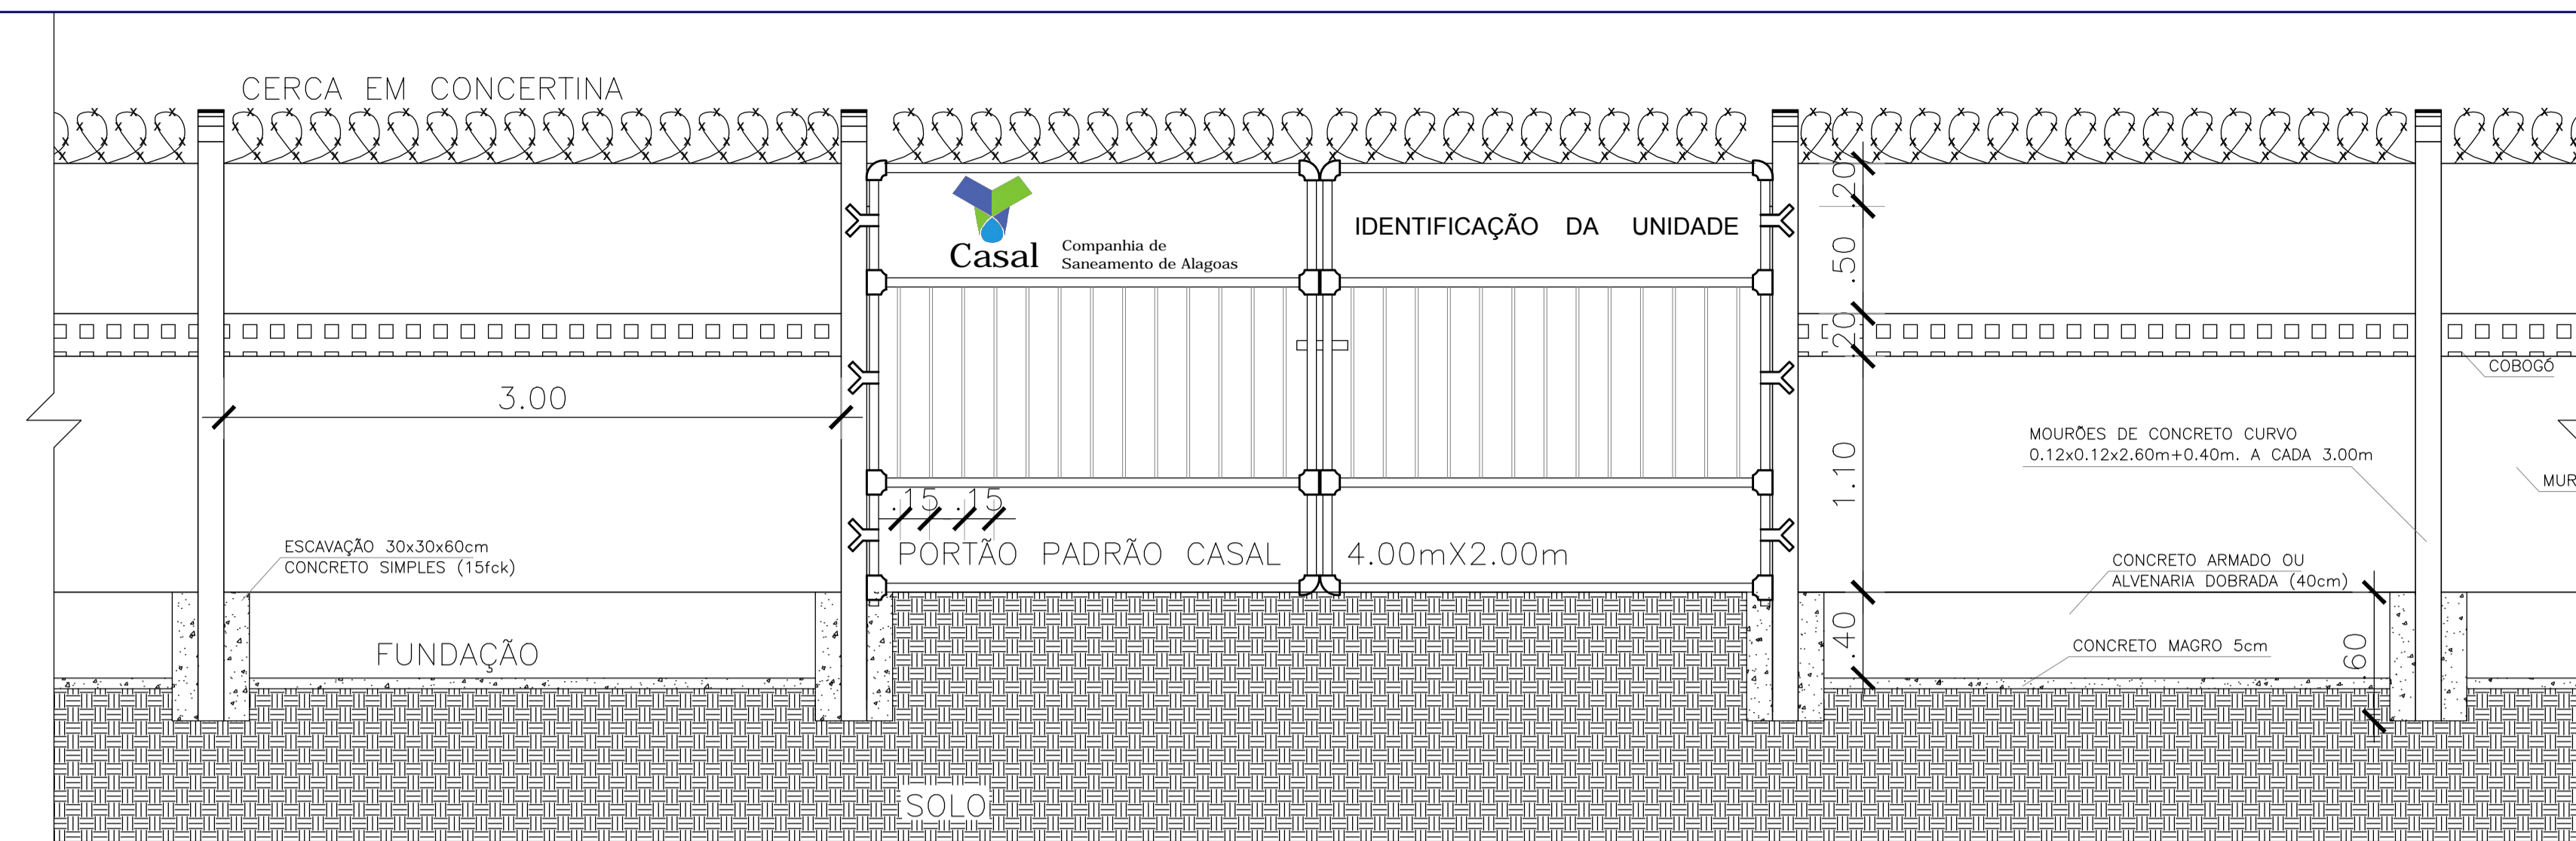 CERCA EM CONCERTINA
Casal
Companhia de
Saneamento de Alagoas
IDENTIFICAÇÃO DA UNIDADE
.20
.50
.20
COBOGÓ
3.00
MOURÕES DE CONCRETO CURVO
0.12x0.12x2.60m+0.40m. A CADA 3.00m
1.10
MUR
.15 .15
ESCAVAÇÃO 30x30x60cm
CONCRETO SIMPLES (15fck)
PORTÃO PADRÃO CASAL 4.00mX2.00m
CONCRETO ARMADO OU
ALVENARIA DOBRADA (40cm)
FUNDAÇÃO
.40
CONCRETO MAGRO 5cm
.60
SOLO